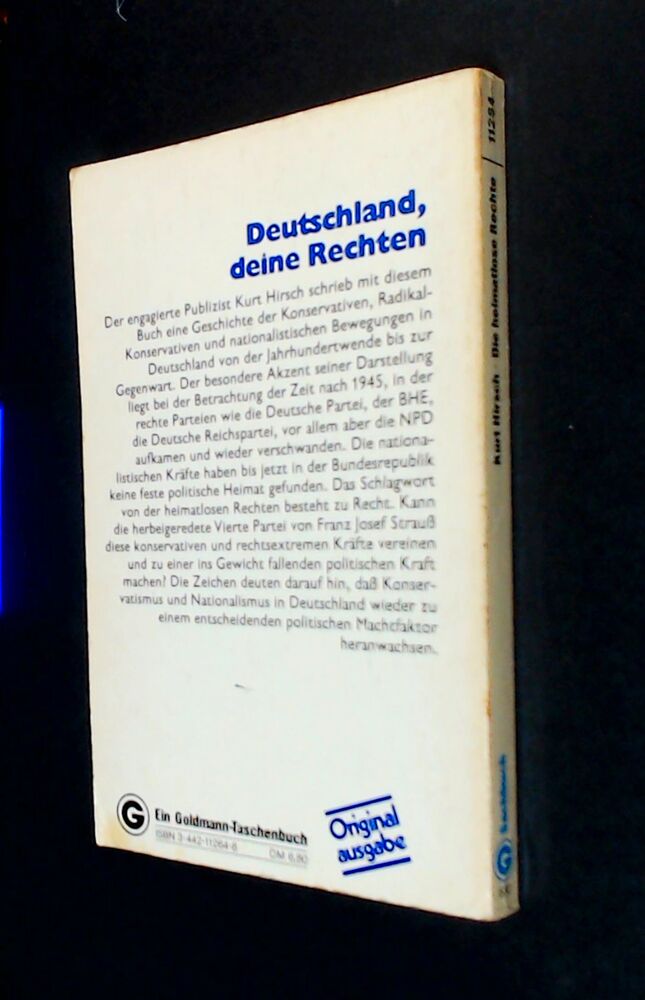 Deutschland,
deine Rechten
Der engagierte Publizist Kurt Hirsch schrieb mit diesem
Buch eine Geschichte der Konservativen, Radikal-
Konservativen und nationalistischen Bewegungen in
Deutschland von der Jahrhundertwende bis zur
Gegenwart. Der besondere Akzent seiner Darstellung
liegt bei der Betrachtung der Zeit nach 1945, in der
rechte Parteien wie die Deutsche Partei, der BHE,
die Deutsche Reichspartei, vor allem aber die NPD
aufkamen und wieder verschwanden. Die nationa-
listischen Kräfte haben bis jetzt in der Bundesrepublik
keine feste politische Heimat gefunden. Das Schlagwort
von der heimatlosen Rechten besteht zu Recht. Kann
die herbeigeredete Vierte Partei von Franz Josef Strauß
diese konservativen und rechtsextremen Kräfte vereinen
und zu einer ins Gewicht fallenden politischen Kraft
machen? Die Zeichen deuten darauf hin, daß Konser-
vatismus und Nationalismus in Deutschland wieder zu
einem entscheidenden politischen Machtfaktor
heranwachsen.
G Ein Goldmann-Taschenbuch
ISBN 3-442-11264-8 DM 6,80
Original
ausgabe
Kurt Hirsch Die heimatlose Rechte
G Sachbuch